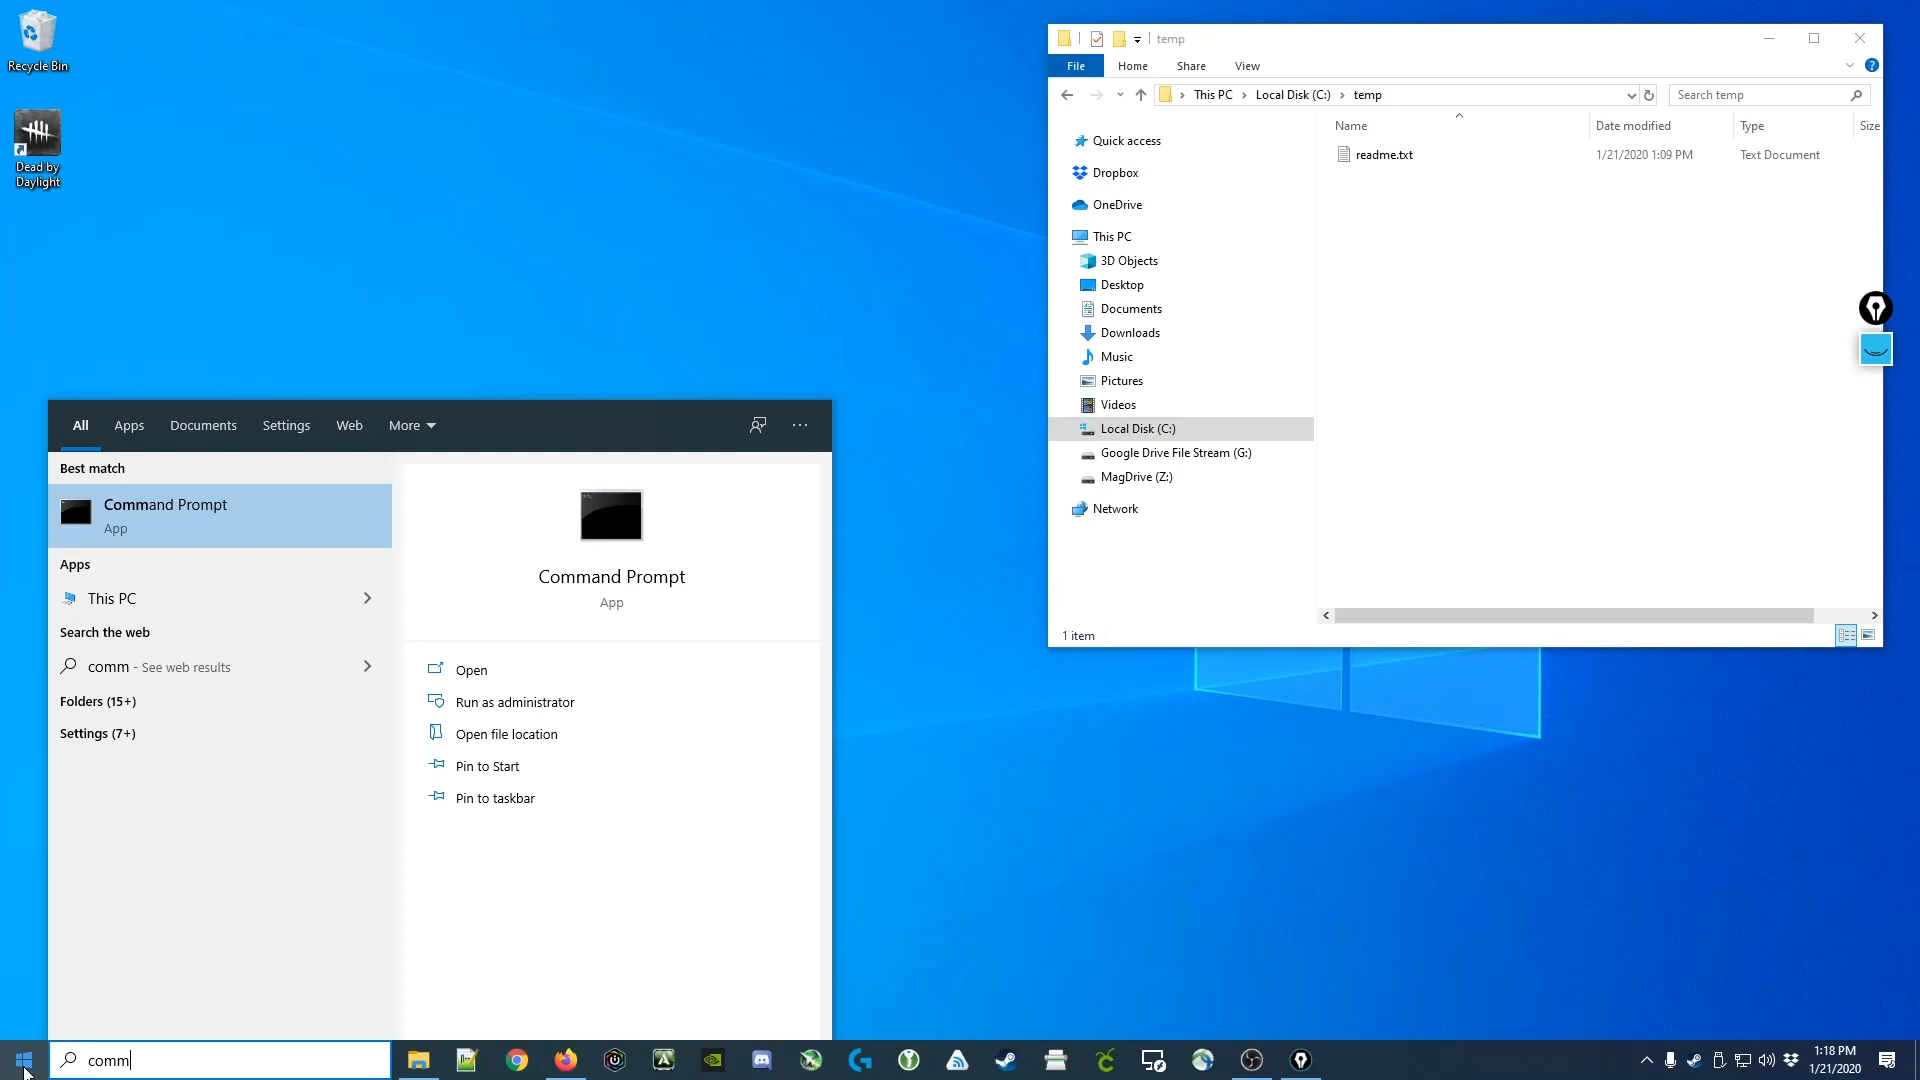 Recycle Bin
Dead by
Daylight
temp
File Home Share View
This PC Local Disk (C:) temp
Search temp
Name Date modified Type Size
readme.txt 1/21/2020 1:09 PM Text Document
Quick access
Dropbox
OneDrive
This PC
3D Objects
Desktop
Documents
Downloads
Music
Pictures
Videos
Local Disk (C:)
Google Drive File Stream (G:)
MagDrive (Z:)
Network
1 item
All Apps Documents Settings Web More
Best match
Command Prompt
App
Apps
This PC
Search the web
comm - See web results
Folders (15+)
Settings (7+)
Command Prompt
App
Open
Run as administrator
Open file location
Pin to Start
Pin to taskbar
comm
1:18 PM
1/21/2020